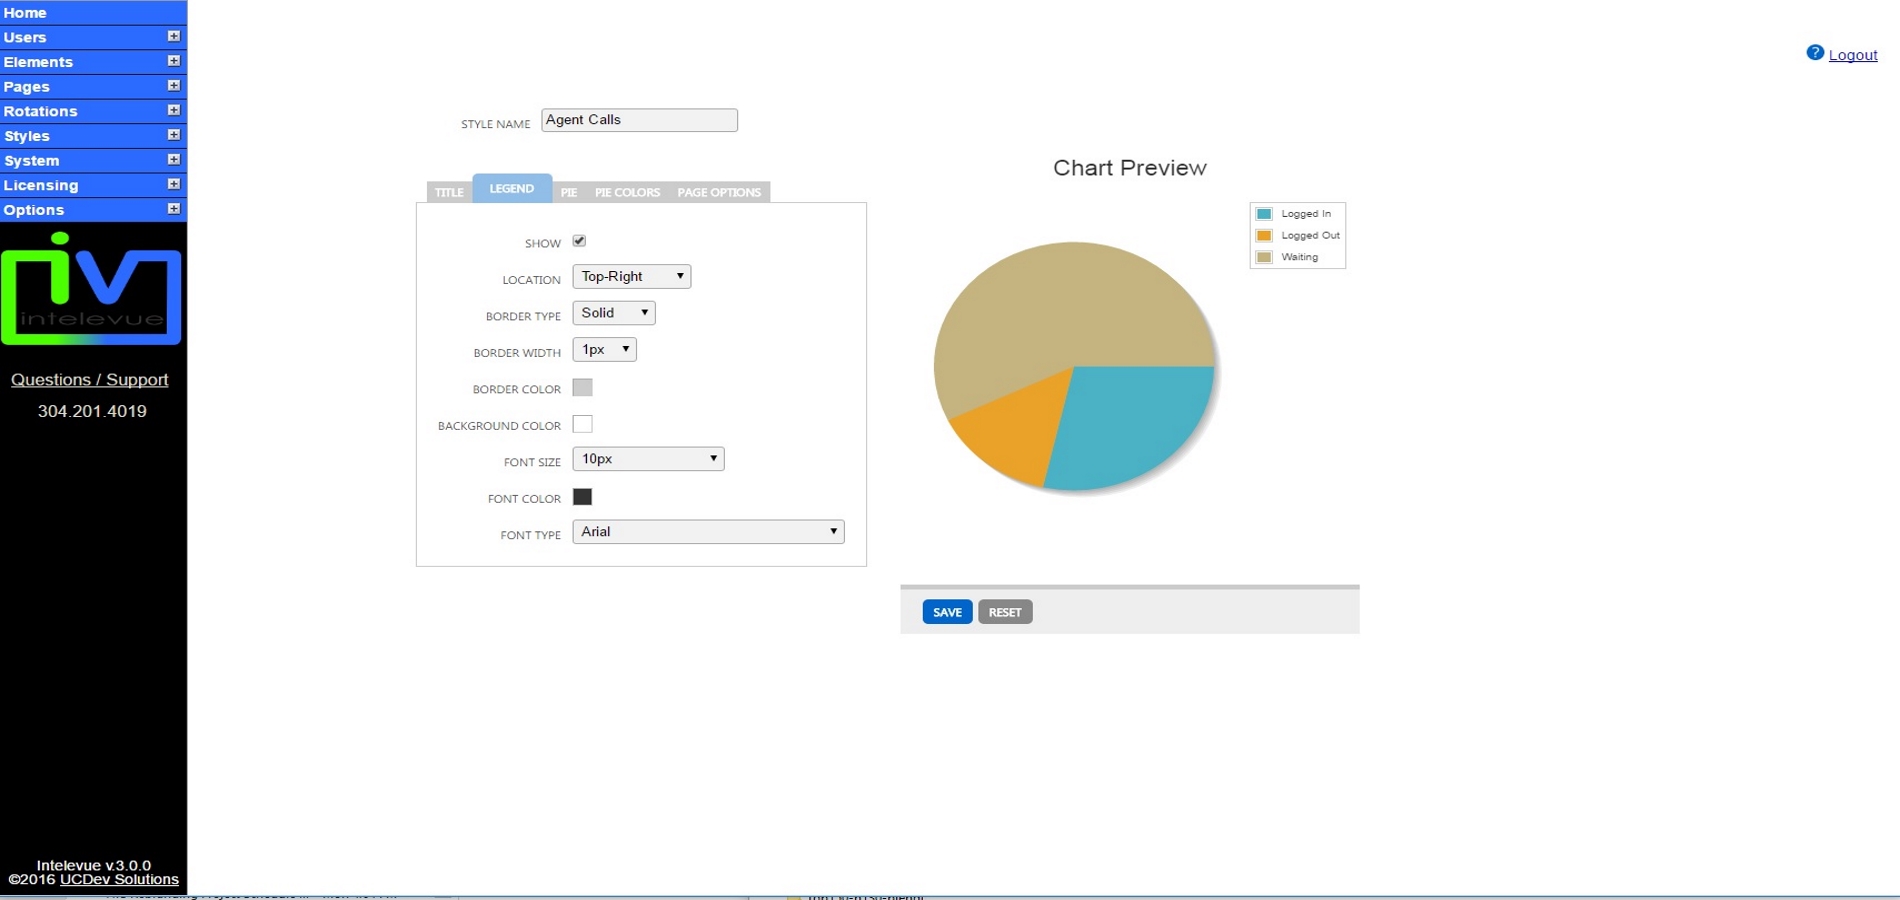 Home
Users
Elements
Pages
Rotations
Styles
System
Licensing
Options
intelevue
Questions / Support
304.201.4019
Intelevue v.3.0.0
©2016 UCDev Solutions
? Logout
STYLE NAME Agent Calls
TITLE LEGEND PIE PIE COLORS PAGE OPTIONS
SHOW
LOCATION Top-Right
BORDER TYPE Solid
BORDER WIDTH 1px
BORDER COLOR
BACKGROUND COLOR
FONT SIZE 10px
FONT COLOR
FONT TYPE Arial
Chart Preview
Logged In
Logged Out
Waiting
SAVE RESET